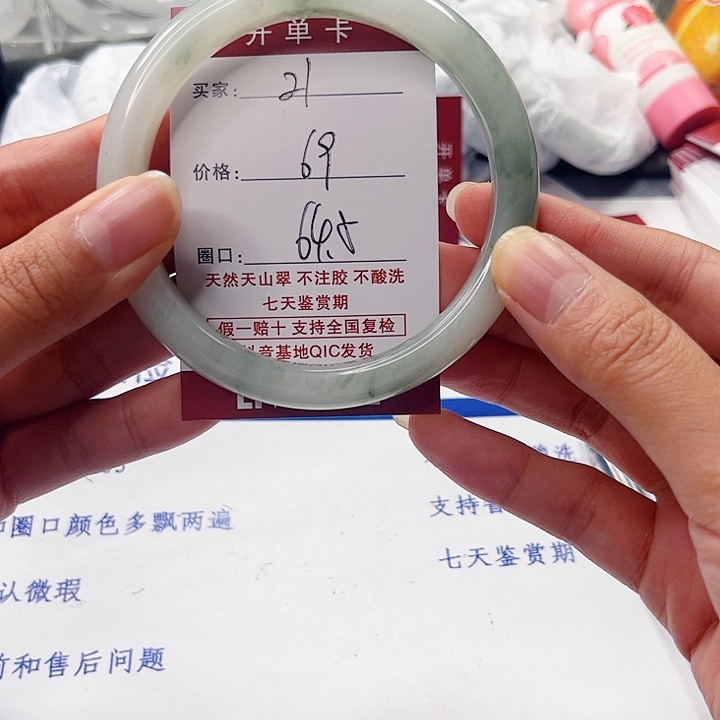 开单卡
买家: 21
价格: 69
圈口: 64.5
天然天山翠 不注胶 不酸洗
七天鉴赏期
假一赔十 支持全国复检
抖音基地QIC发货
圈口颜色多飘两遍
认微瑕
和售后问题
酸洗
支持
七天鉴赏期